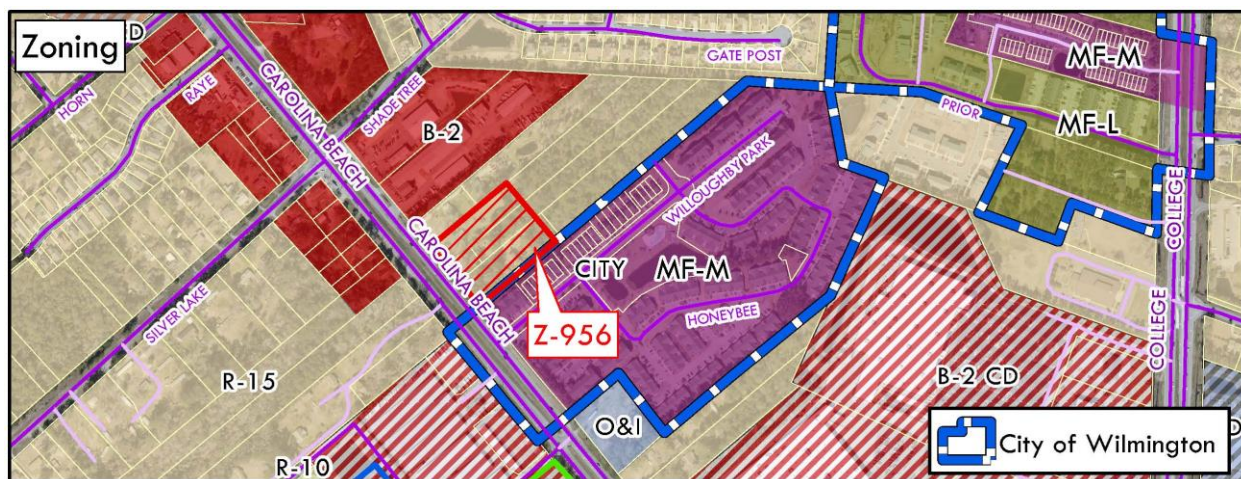 Zoning
D
HORN
RAYE
CAROLINA BEACH
SHADE TREE
B-2
GATE POST
MF-M
PRIOR
MF-L
WILLOUGHBY PARK
CAROLINA BEACH
CITY
MF-M
COLLEGE
SILVER LAKE
Z-956
HONEYBEE
COLLEGE
R-15
B-2 CD
O&I
D
R-10
City of Wilmington